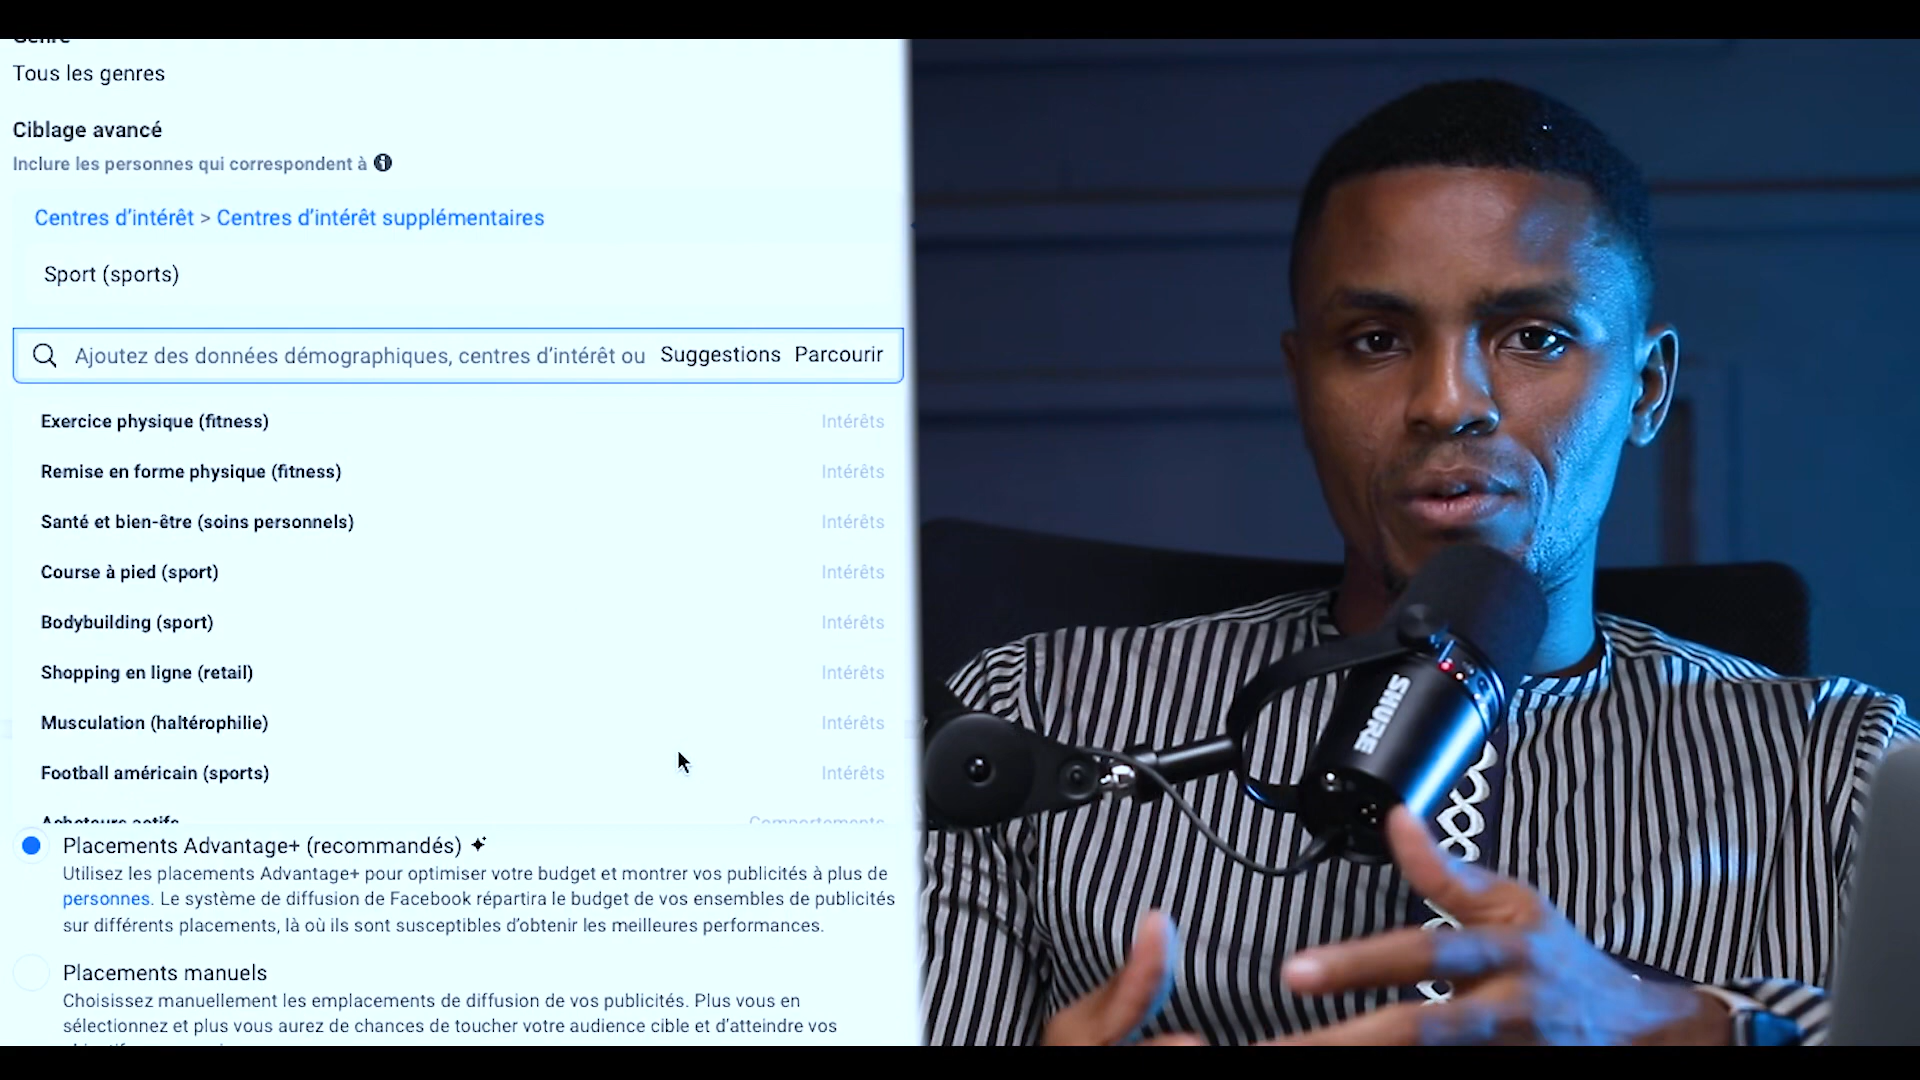 Genre
Tous les genres
Ciblage avancé
Inclure les personnes qui correspondent à
Centres d’intérêt > Centres d’intérêt supplémentaires
Sport (sports)
Ajoutez des données démographiques, centres d’intérêt ou Suggestions Parcourir
Exercice physique (fitness) Intérêts
Remise en forme physique (fitness) Intérêts
Santé et bien-être (soins personnels) Intérêts
Course à pied (sport) Intérêts
Bodybuilding (sport) Intérêts
Shopping en ligne (retail) Intérêts
Musculation (haltérophilie) Intérêts
Football américain (sports) Intérêts
Acheteurs actifs Comportements
Placements Advantage+ (recommandés)
Utilisez les placements Advantage+ pour optimiser votre budget et montrer vos publicités à plus de
personnes. Le système de diffusion de Facebook répartira le budget de vos ensembles de publicités
sur différents placements, là où ils sont susceptibles d’obtenir les meilleures performances.
Placements manuels
Choisissez manuellement les emplacements de diffusion de vos publicités. Plus vous en
sélectionnez et plus vous aurez de chances de toucher votre audience cible et d’atteindre vos
SHURE